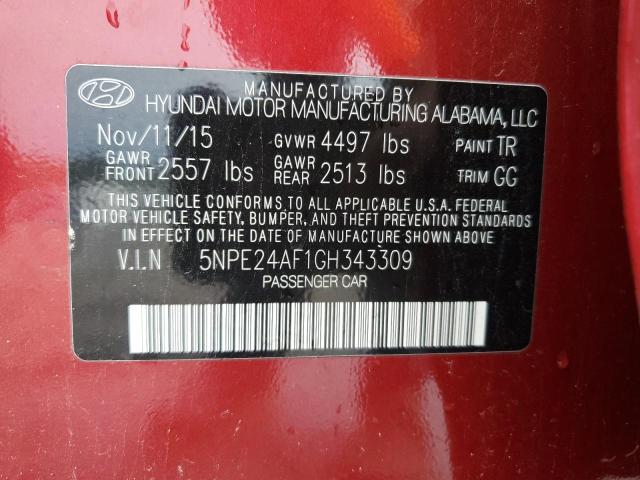 MANUFACTURED BY
HYUNDAI MOTOR MANUFACTURING ALABAMA, LLC
Nov/11/15 GVWR 4497 lbs PAINT TR
GAWR FRONT 2557 lbs GAWR REAR 2513 lbs TRIM GG
THIS VEHICLE CONFORMS TO ALL APPLICABLE U.S.A. FEDERAL
MOTOR VEHICLE SAFETY, BUMPER, AND THEFT PREVENTION STANDARDS
IN EFFECT ON THE DATE OF MANUFACTURE SHOWN ABOVE.
V.I.N 5NPE24AF1GH343309
PASSENGER CAR